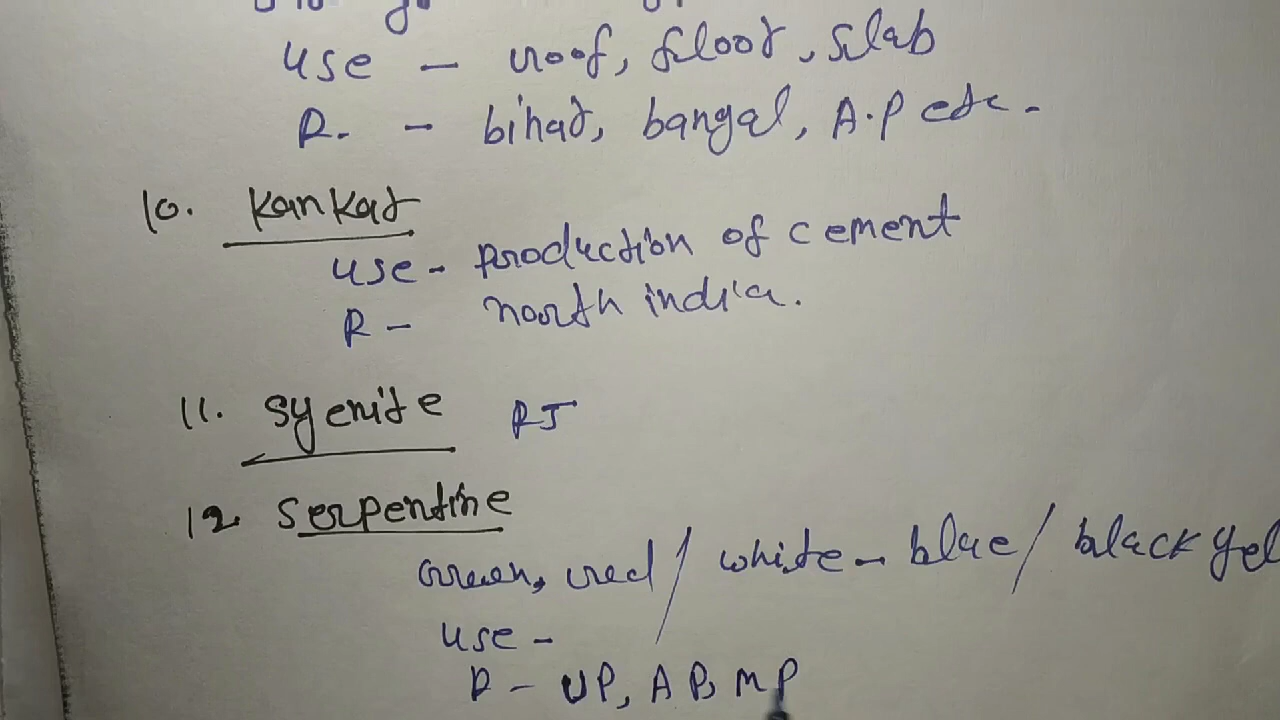 use - roof, floor, slab
R. - bihar, bangal, A.P etc.
10. Kankar
use - production of cement
R - north india.
11. Syenite RJ
12. Serpentine
Green, red / white - blue / black yel
use -
R - UP, AP, MP